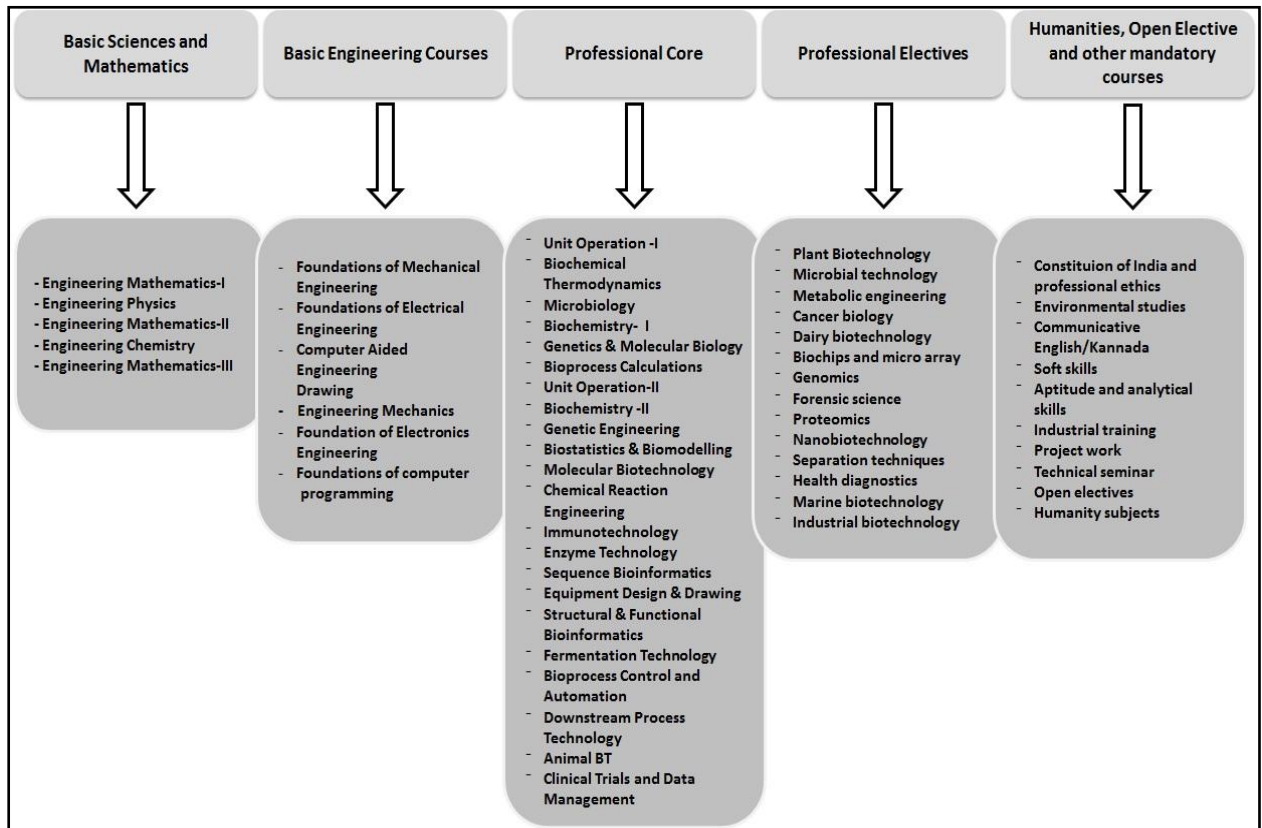 Basic Sciences and
Mathematics
Basic Engineering Courses
Professional Core
Professional Electives
Humanities, Open Elective
and other mandatory
courses
- Engineering Mathematics-I
- Engineering Physics
- Engineering Mathematics-II
- Engineering Chemistry
- Engineering Mathematics-III
- Foundations of Mechanical
Engineering
- Foundations of Electrical
Engineering
- Computer Aided
Engineering
Drawing
- Engineering Mechanics
- Foundation of Electronics
Engineering
- Foundations of computer
programming
- Unit Operation -I
- Biochemical
Thermodynamics
- Microbiology
- Biochemistry- I
- Genetics & Molecular Biology
- Bioprocess Calculations
- Unit Operation-II
- Biochemistry -II
- Genetic Engineering
- Biostatistics & Biomodelling
- Molecular Biotechnology
- Chemical Reaction
Engineering
- Immunotechnology
- Enzyme Technology
- Sequence Bioinformatics
- Equipment Design & Drawing
- Structural & Functional
Bioinformatics
- Fermentation Technology
- Bioprocess Control and
Automation
- Downstream Process
Technology
- Animal BT
- Clinical Trials and Data
Management
- Plant Biotechnology
- Microbial technology
- Metabolic engineering
- Cancer biology
- Dairy biotechnology
- Biochips and micro array
- Genomics
- Forensic science
- Proteomics
- Nanobiotechnology
- Separation techniques
- Health diagnostics
- Marine biotechnology
- Industrial biotechnology
- Constituion of India and
professional ethics
- Environmental studies
- Communicative
English/Kannada
- Soft skills
- Aptitude and analytical
skills
- Industrial training
- Project work
- Technical seminar
- Open electives
- Humanity subjects